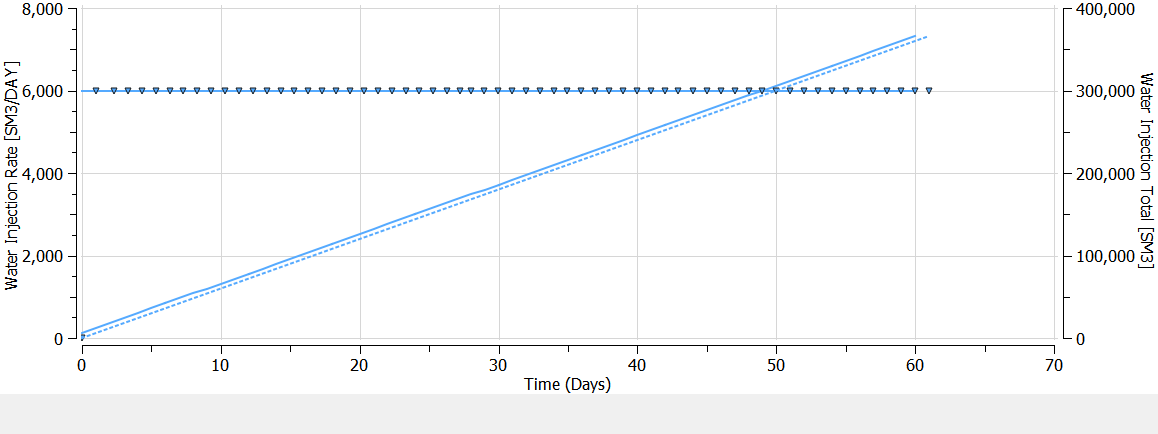 8,000
6,000
4,000
2,000
0
Water Injection Rate [SM3/DAY]
400,000
300,000
200,000
100,000
0
Water Injection Total [SM3]
0 10 20 30 40 50 60 70
Time (Days)